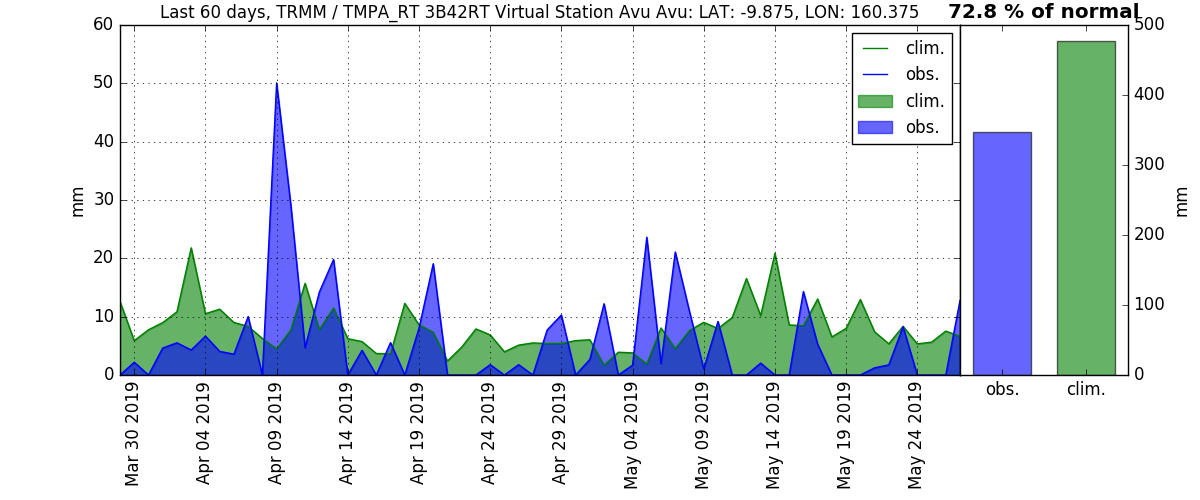 Last 60 days, TRMM / TMPA_RT 3B42RT Virtual Station Avu Avu: LAT: -9.875, LON: 160.375
72.8 % of normal
60
50
40
30
20
10
0
mm
clim.
obs.
clim.
obs.
Mar 30 2019
Apr 04 2019
Apr 09 2019
Apr 14 2019
Apr 19 2019
Apr 24 2019
Apr 29 2019
May 04 2019
May 09 2019
May 14 2019
May 19 2019
May 24 2019
500
400
300
200
100
0
mm
obs.
clim.